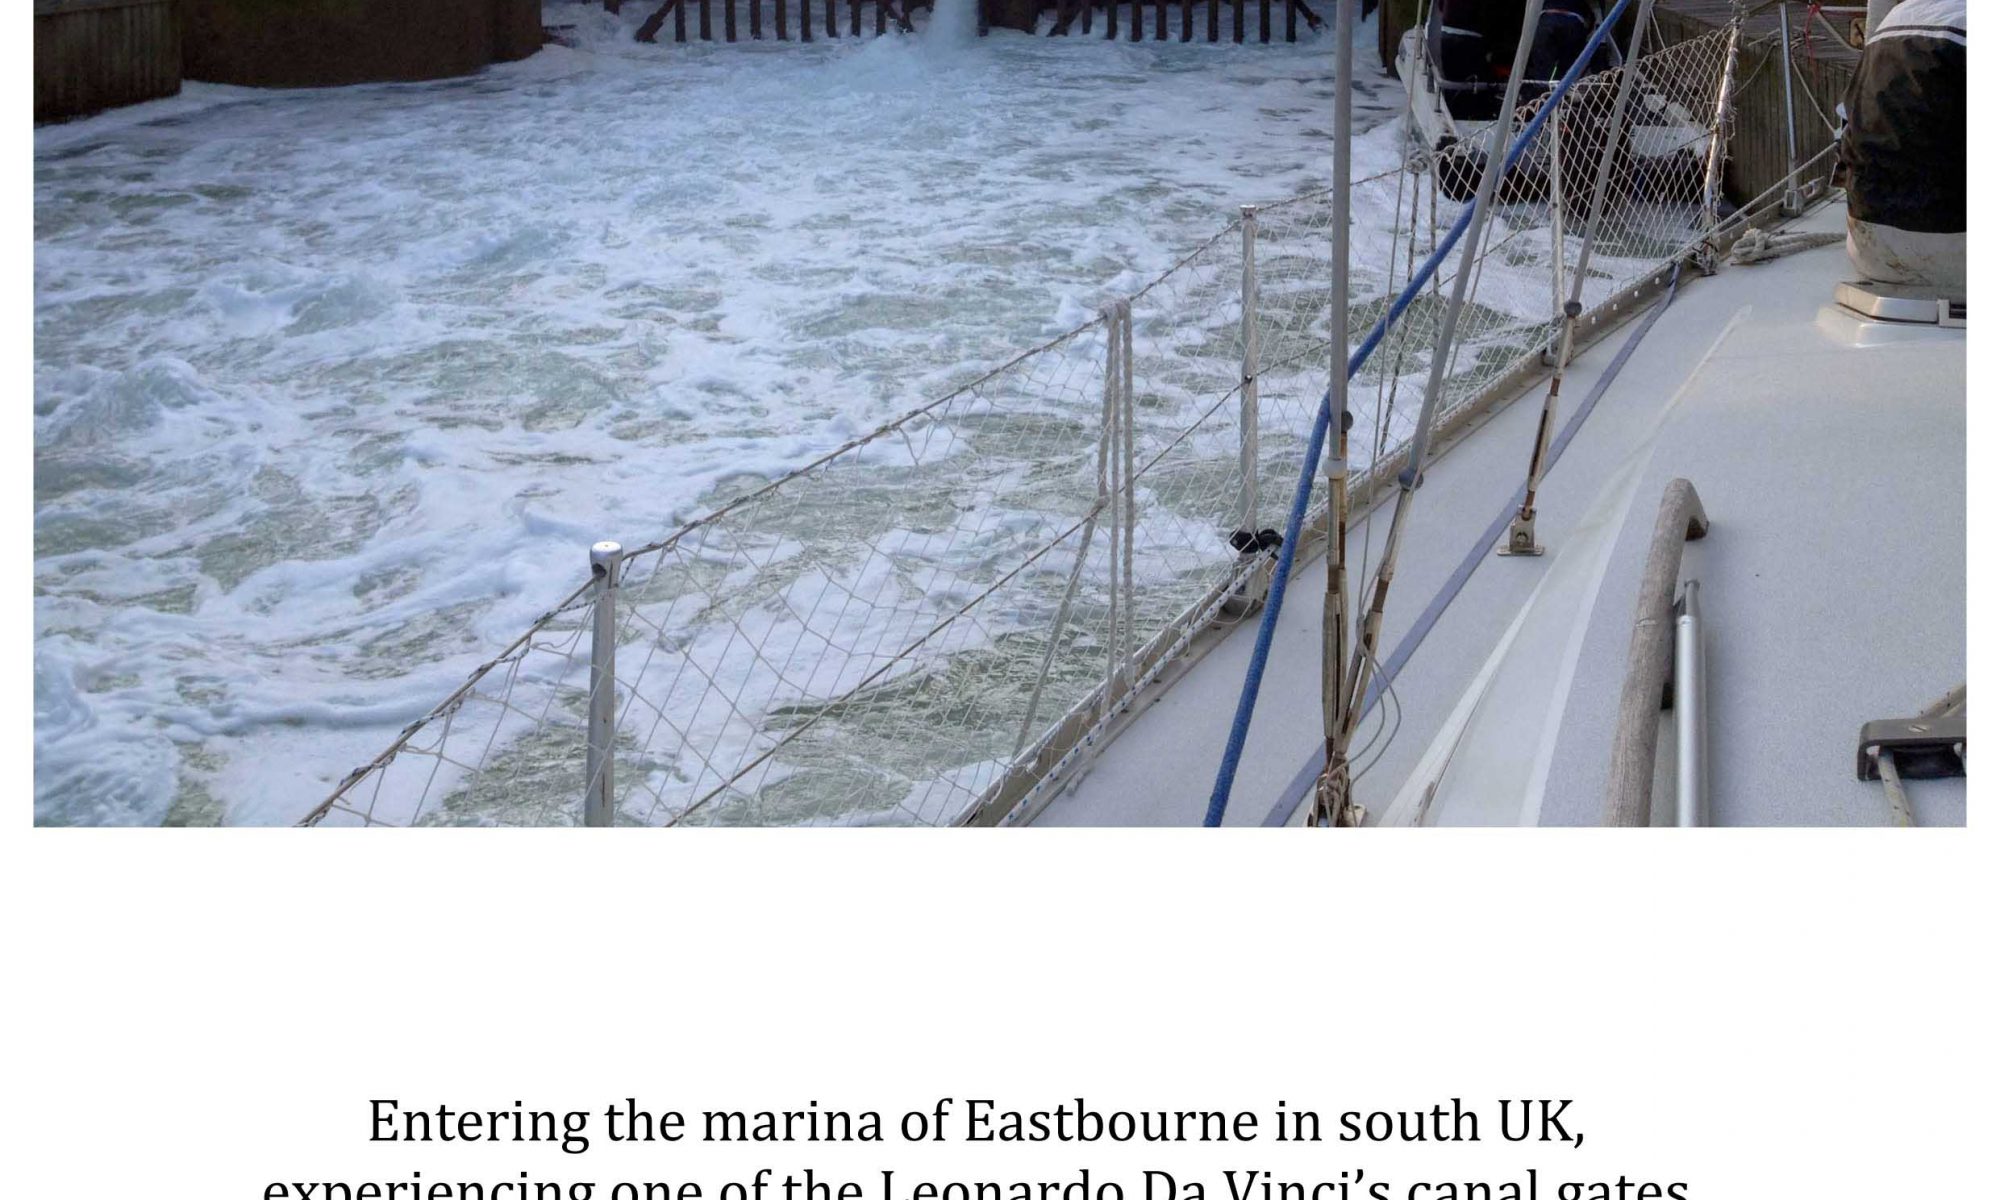 Entering the marina of Eastbourne in south UK,
experiencing one of the Leonardo Da Vinci’s canal gates